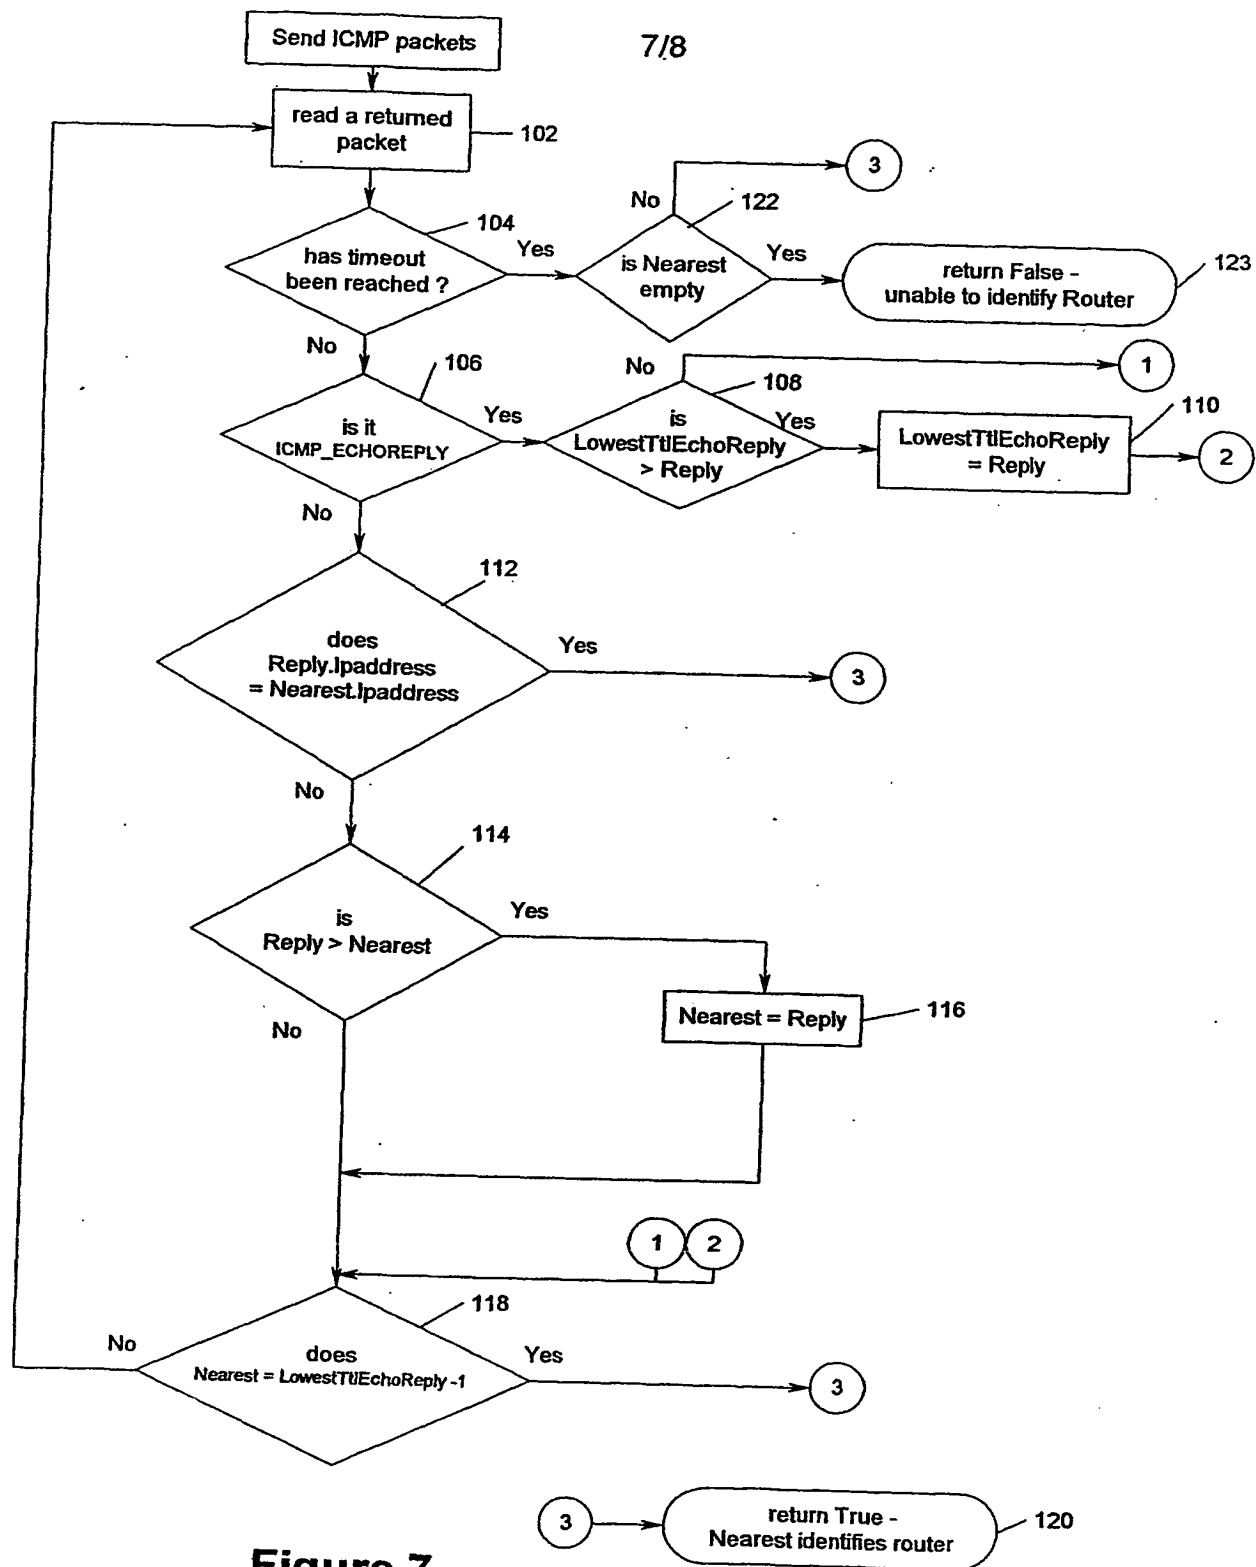 Send ICMP packets
7/8
read a returned
packet
102
3
No
122
104
Yes
has timeout
been reached ?
is Nearest
empty
Yes
return False -
unable to identify Router
123
No
106
No
1
108
is it
ICMP_ECHOREPLY
Yes
is
LowestTtlEchoReply
> Reply
Yes
110
LowestTtlEchoReply
= Reply
2
No
112
does
Reply.Ipaddress
= Nearest.Ipaddress
Yes
3
No
114
is
Reply > Nearest
Yes
Nearest = Reply
116
No
1
2
118
No
does
Nearest = LowestTtlEchoReply -1
Yes
3
3
return True -
Nearest identifies router
120
Figure 7